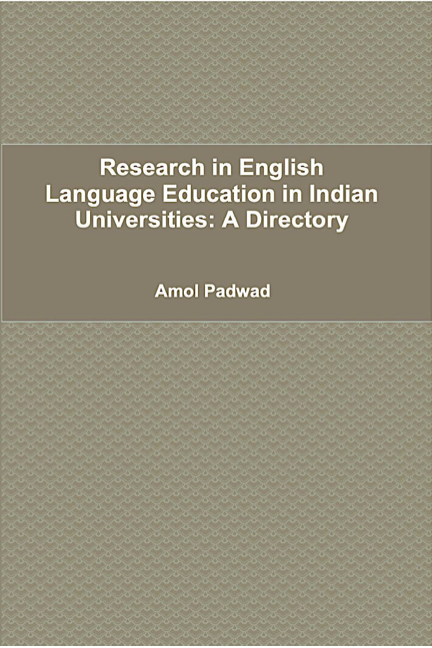 Research in English
Language Education in Indian
Universities: A Directory
Amol Padwad